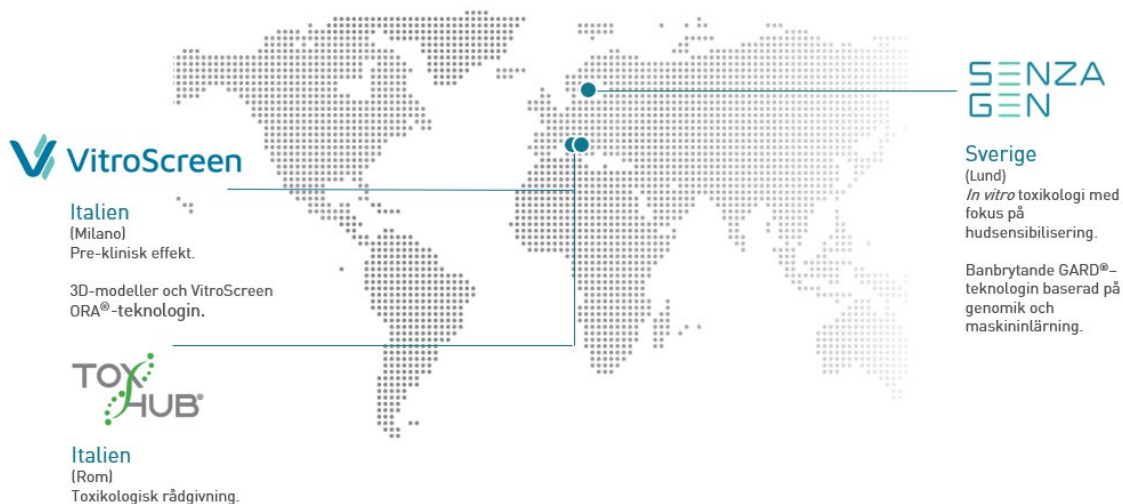 VitroScreen
Italien
(Milano)
Pre-klinisk effekt.
3D-modeller och VitroScreen
ORA®-teknologin.
TOX
HUB®
Italien
(Rom)
Toxikologisk rådgivning.
SENZA
GEN
Sverige
(Lund)
In vitro toxikologi med
fokus på
hudsensibilisering.
Banbrytande GARD®–
teknologin baserad på
genomik och
maskininlärning.